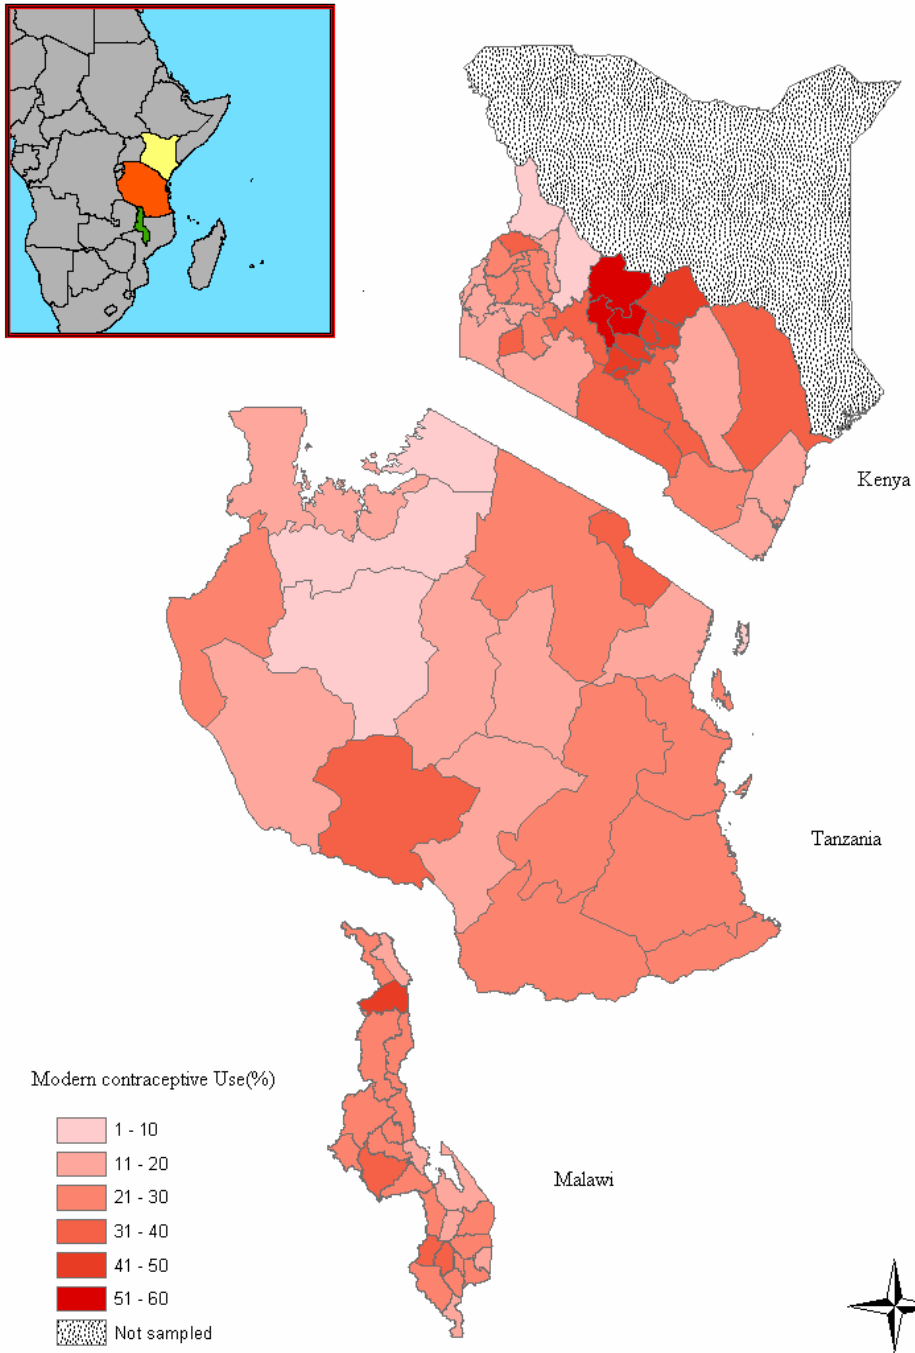 Kenya
Tanzania
Modern contraceptive Use(%)
1 - 10
11 - 20
21 - 30
31 - 40
41 - 50
51 - 60
Not sampled
Malawi